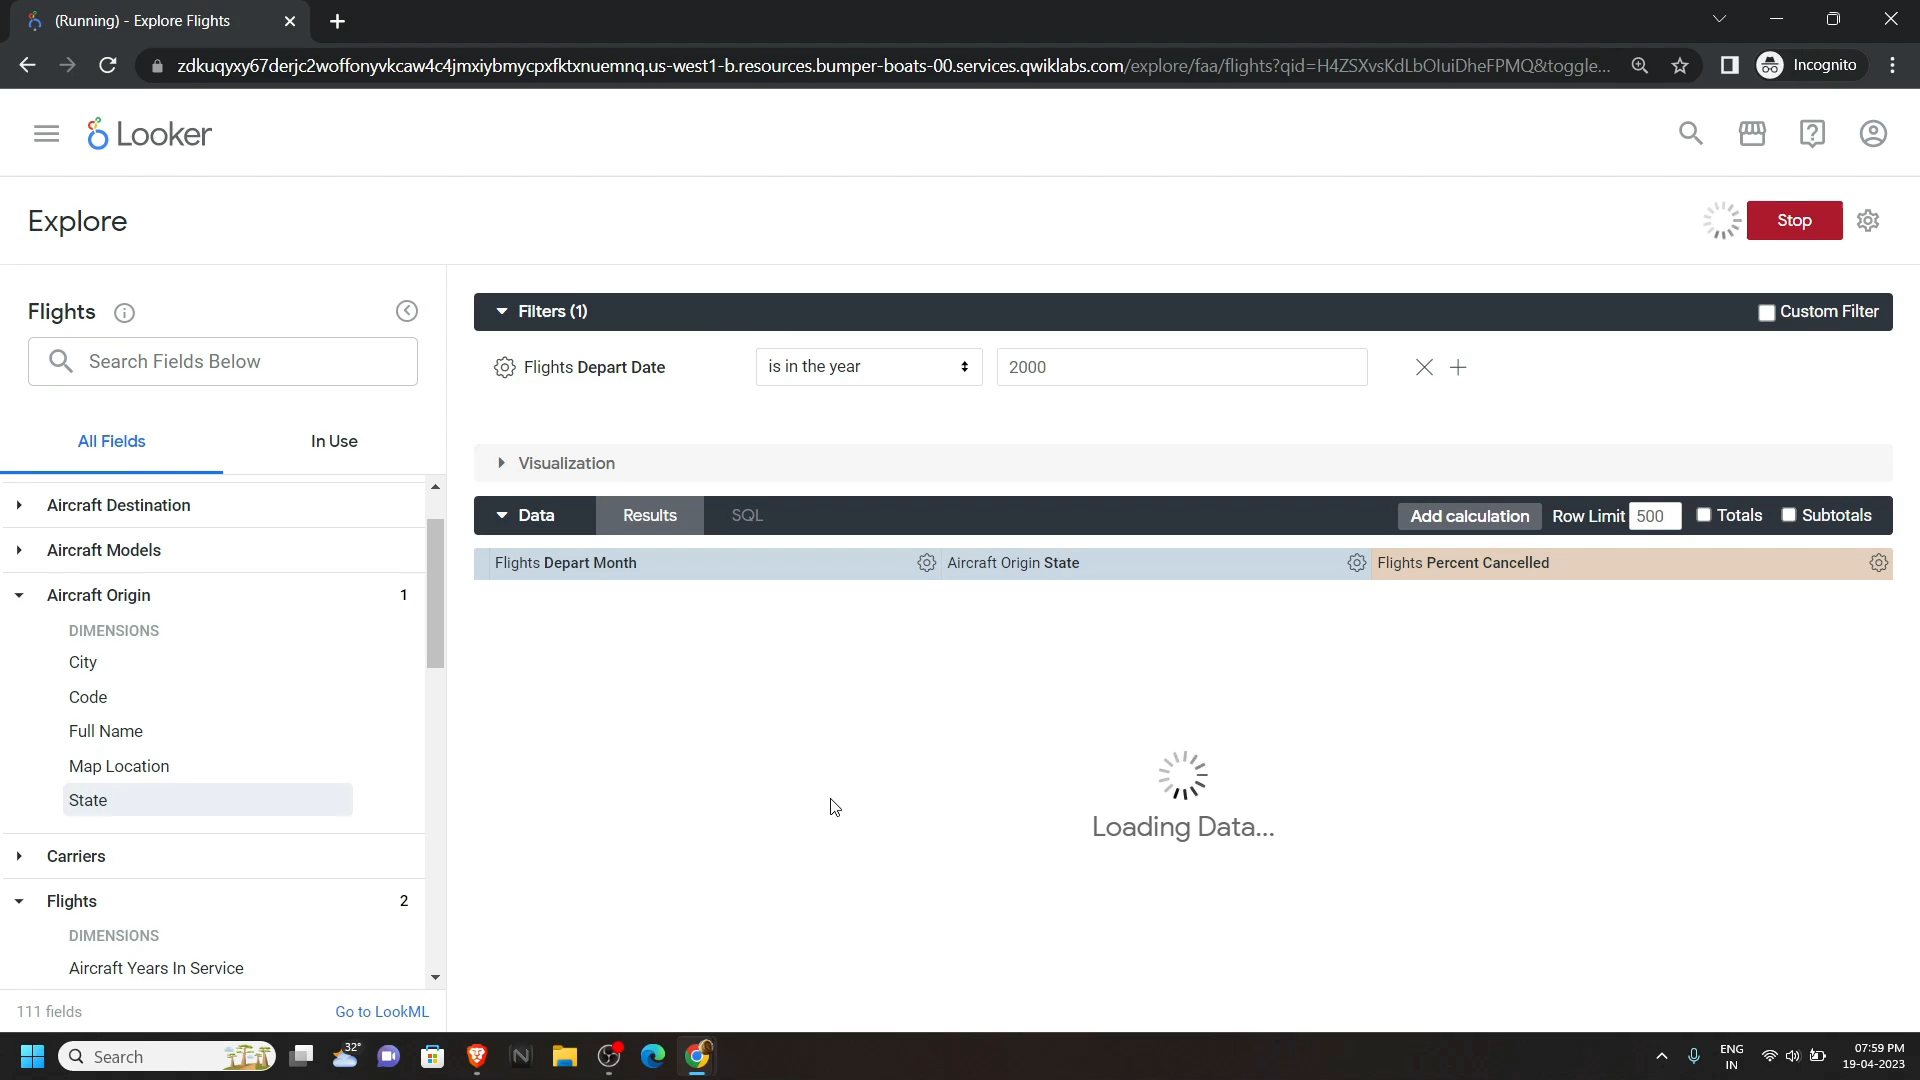 (Running) - Explore Flights
zdkuqyxy67derjc2woffonyvkcaw4c4jmxiybmycpxfktxnuemnq.us-west1-b.resources.bumper-boats-00.services.qwiklabs.com/explore/faa/flights?qid=H4ZSXvsKdLbOIuiDheFPMQ&toggle...
Incognito
Looker
Explore
Stop
Flights
Search Fields Below
All Fields
In Use
Aircraft Destination
Aircraft Models
Aircraft Origin 1
DIMENSIONS
City
Code
Full Name
Map Location
State
Carriers
Flights 2
DIMENSIONS
Aircraft Years In Service
111 fields
Go to LookML
Filters (1)
Custom Filter
Flights Depart Date
is in the year
2000
Visualization
Data
Results
SQL
Add calculation
Row Limit 500
Totals
Subtotals
Flights Depart Month
Aircraft Origin State
Flights Percent Cancelled
Loading Data...
Search
32°
ENG
IN
07:59 PM
19-04-2023